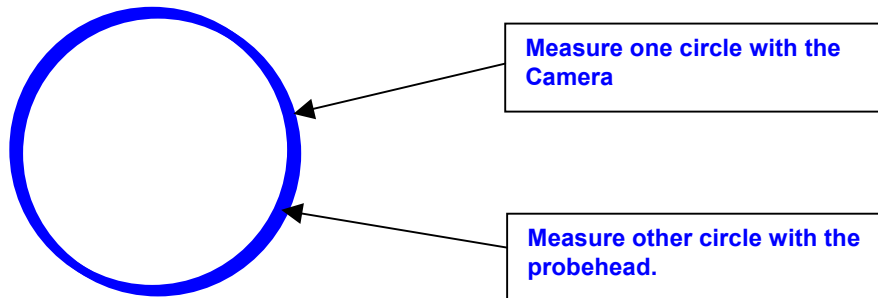 Measure one circle with the
Camera
Measure other circle with the
probehead.